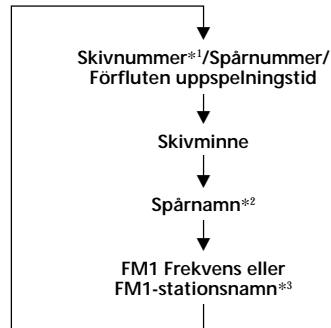 Skivnummer*1/Spårnummer/
Förfluten uppspelningstid
Skivminne
Spårnamn*2
FM1 Frekvens eller
FM1-stationsnamn*3